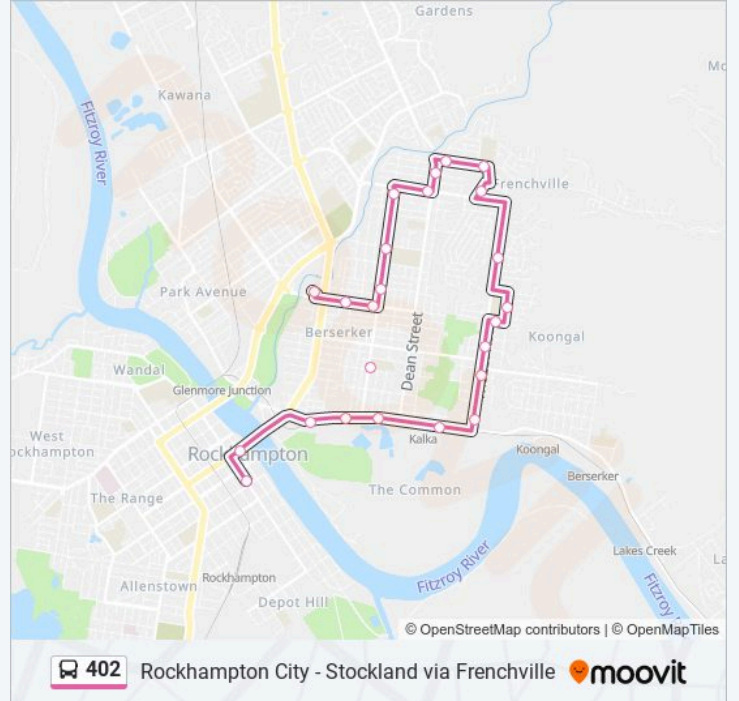 Gardens
Mc
Kawana
Fitzroy River
Frenchville
Park Avenue
Berserker
Dean Street
Koongal
Wandal
Glenmore Junction
West
ockhampton
Rockhampton
Kalka
Koongal
The Range
The Common
Berserker
Fitzroy River
Lakes Creek
La
Rockhampton
Allenstown
Depot Hill
Fitzroy R
© OpenStreetMap contributors | © OpenMapTiles
402 Rockhampton City - Stockland via Frenchville moovit